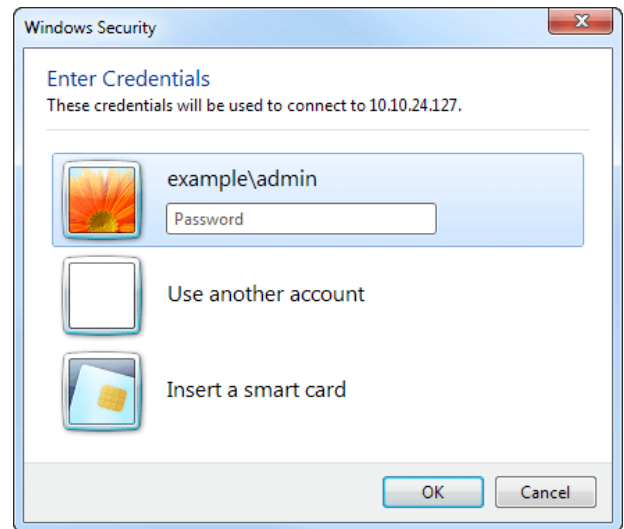 Windows Security
Enter Credentials
These credentials will be used to connect to 10.10.24.127.
example\admin
Password
Use another account
Insert a smart card
OK
Cancel